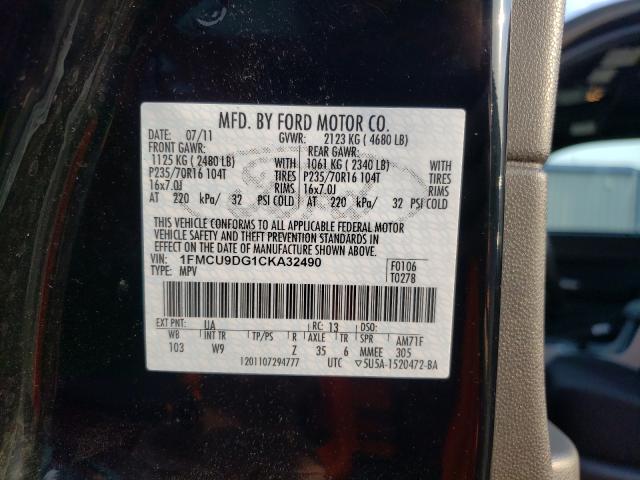 MFD. BY FORD MOTOR CO.
DATE: 07/11 GVWR: 2123 KG (4680 LB)
FRONT GAWR: REAR GAWR:
1125 KG (2480 LB) WITH 1061 KG (2340 LB) WITH
P235/70R16 104T TIRES P235/70R16 104T TIRES
16x7.0J RIMS 16x7.0J RIMS
AT 220 kPa/ 32 PSI COLD AT 220 kPa/ 32 PSI COLD
THIS VEHICLE CONFORMS TO ALL APPLICABLE FEDERAL MOTOR
VEHICLE SAFETY AND THEFT PREVENTION STANDARDS IN
EFFECT ON THE DATE OF MANUFACTURE SHOWN ABOVE.
VIN: 1FMCU9DG1CKA32490 F0106
TYPE: MPV T0278
EXT PNT: UA RC: 13 DSO:
WB INT TR TP/PS R AXLE TR SPR AM71F
103 W9 Z 35 6 MMEE 305
1201107294777 UTC ▽5U5A-1520472-BA